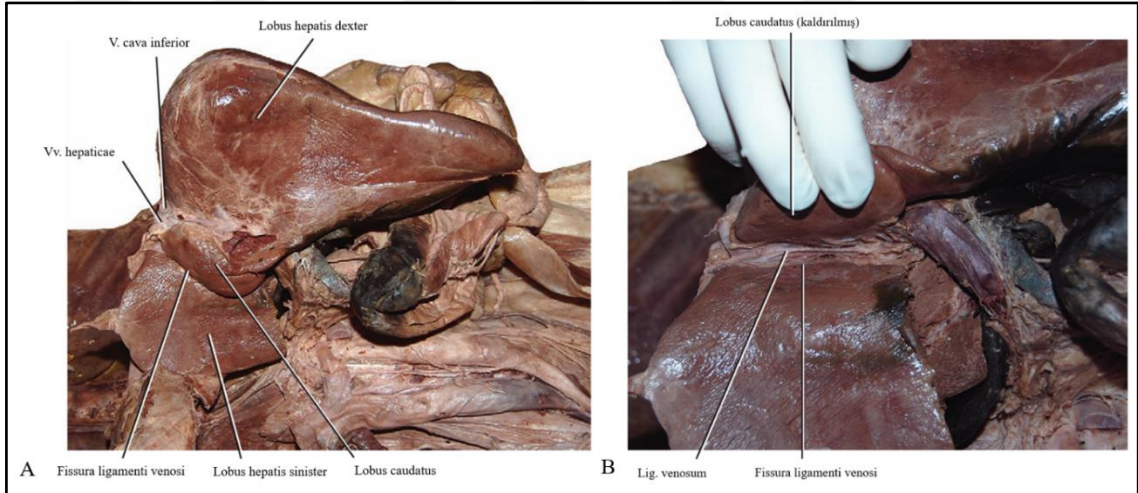 Lobus hepatis dexter
V. cava inferior
Vv. hepaticae
Fissura ligamenti venosi
Lobus hepatis sinister
Lobus caudatus
A
Lobus caudatus (kaldırılmış)
Lig. venosum
Fissura ligamenti venosi
B